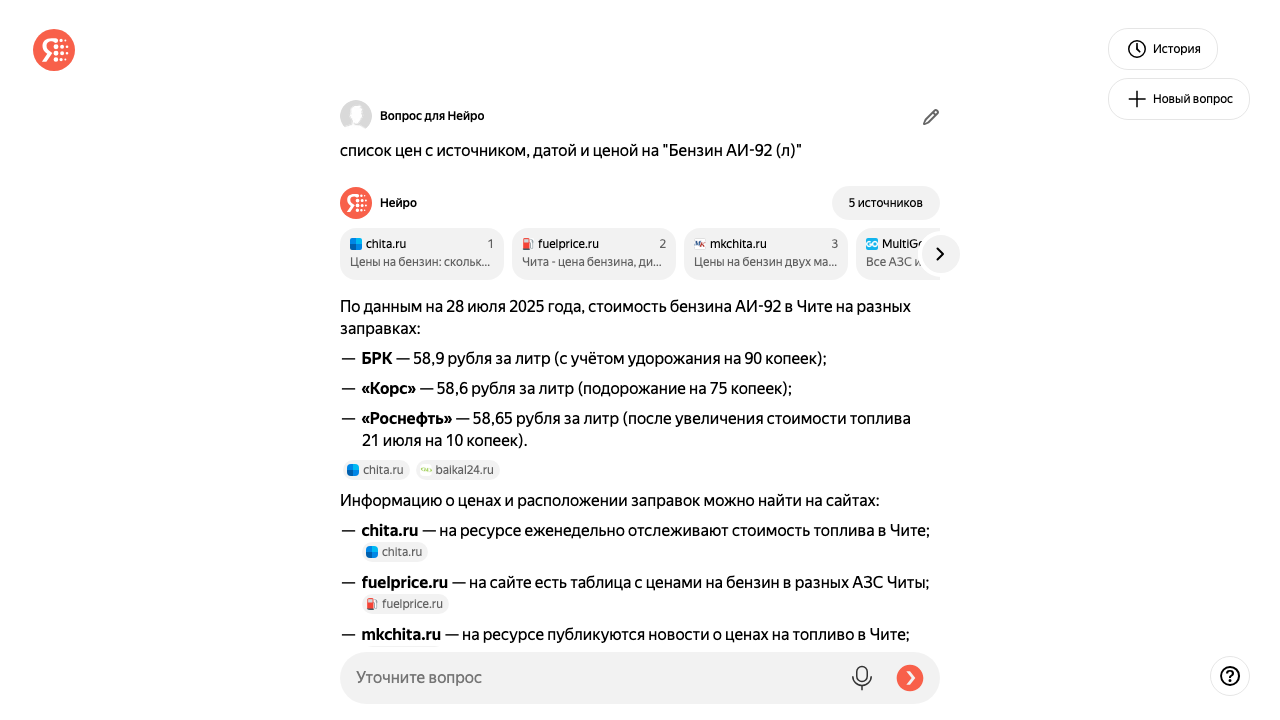 История
Новый вопрос
Вопрос для Нейро
список цен с источником, датой и ценой на "Бензин АИ-92 (л)"
Нейро
5 источников
chita.ru 1
Цены на бензин: скольк...
fuelprice.ru 2
Чита - цена бензина, ди...
mkchita.ru 3
Цены на бензин двух ма...
MultiGo
Все АЗС и
По данным на 28 июля 2025 года, стоимость бензина АИ-92 в Чите на разных
заправках:
— БРК — 58,9 рубля за литр (с учётом удорожания на 90 копеек);
— «Корс» — 58,6 рубля за литр (подорожание на 75 копеек);
— «Роснефть» — 58,65 рубля за литр (после увеличения стоимости топлива
21 июля на 10 копеек).
chita.ru baikal24.ru
Информацию о ценах и расположении заправок можно найти на сайтах:
— chita.ru — на ресурсе еженедельно отслеживают стоимость топлива в Чите;
chita.ru
— fuelprice.ru — на сайте есть таблица с ценами на бензин в разных АЗС Читы;
fuelprice.ru
— mkchita.ru — на ресурсе публикуются новости о ценах на топливо в Чите;
Уточните вопрос